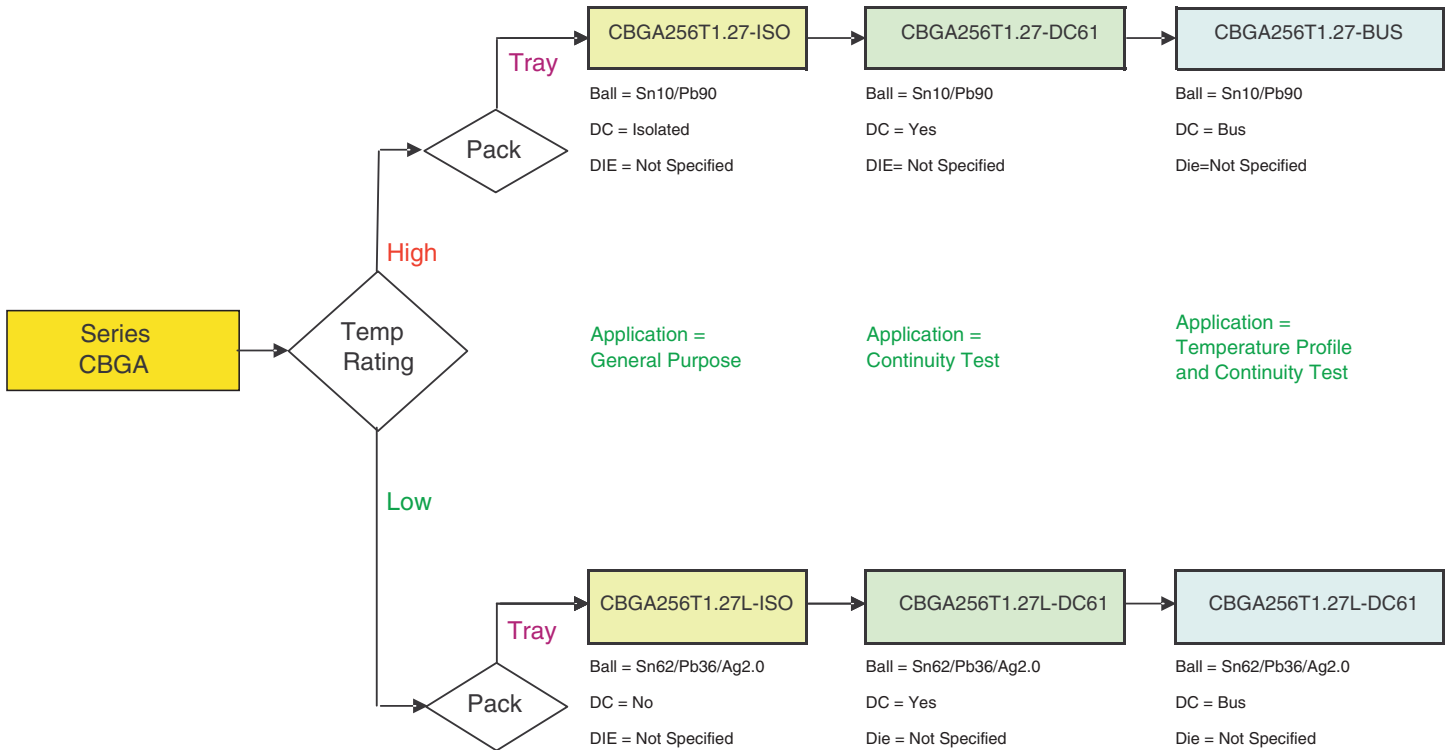 CBGA256T1.27-ISO
CBGA256T1.27-DC61
CBGA256T1.27-BUS
Tray
Ball = Sn10/Pb90
DC = Isolated
DIE = Not Specified
Ball = Sn10/Pb90
DC = Yes
DIE= Not Specified
Ball = Sn10/Pb90
DC = Bus
Die=Not Specified
Pack
High
Series
CBGA
Temp
Rating
Application =
General Purpose
Application =
Continuity Test
Application =
Temperature Profile
and Continuity Test
Low
CBGA256T1.27L-ISO
CBGA256T1.27L-DC61
CBGA256T1.27L-DC61
Tray
Pack
Ball = Sn62/Pb36/Ag2.0
DC = No
DIE = Not Specified
Ball = Sn62/Pb36/Ag2.0
DC = Yes
Die = Not Specified
Ball = Sn62/Pb36/Ag2.0
DC = Bus
Die = Not Specified